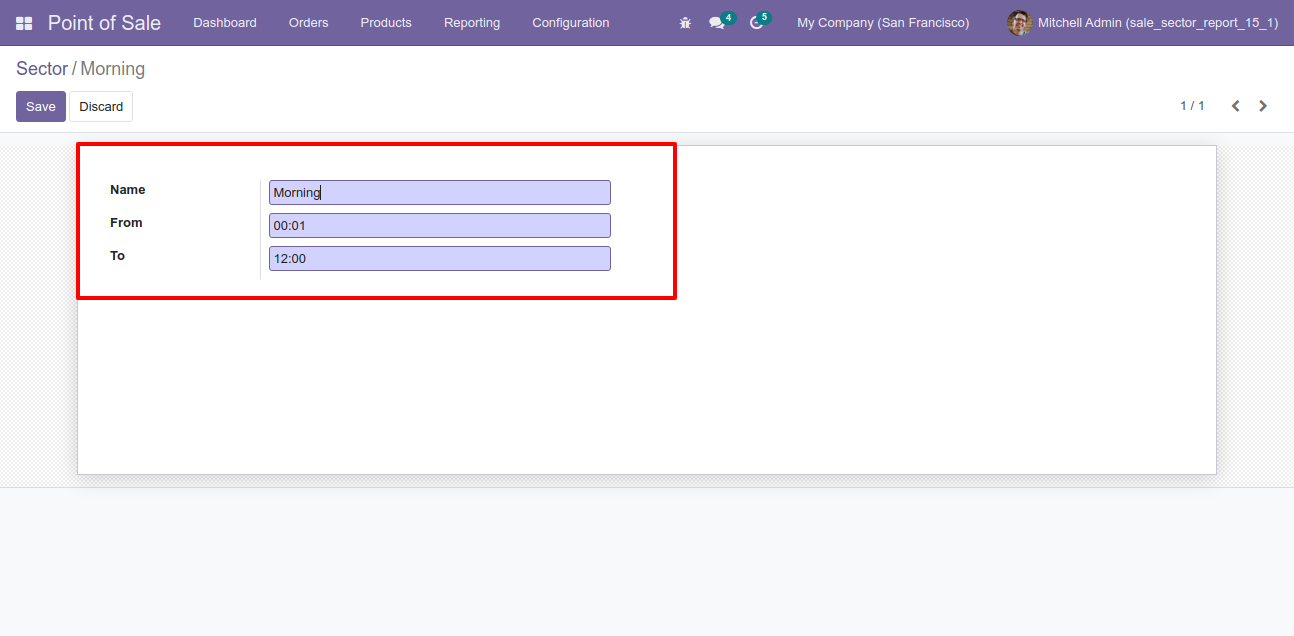 Point of Sale Dashboard Orders Products Reporting Configuration 4 5 My Company (San Francisco) Mitchell Admin (sale_sector_report_15_1)
Sector / Morning
Save Discard 1 / 1
Name Morning
From 00:01
To 12:00